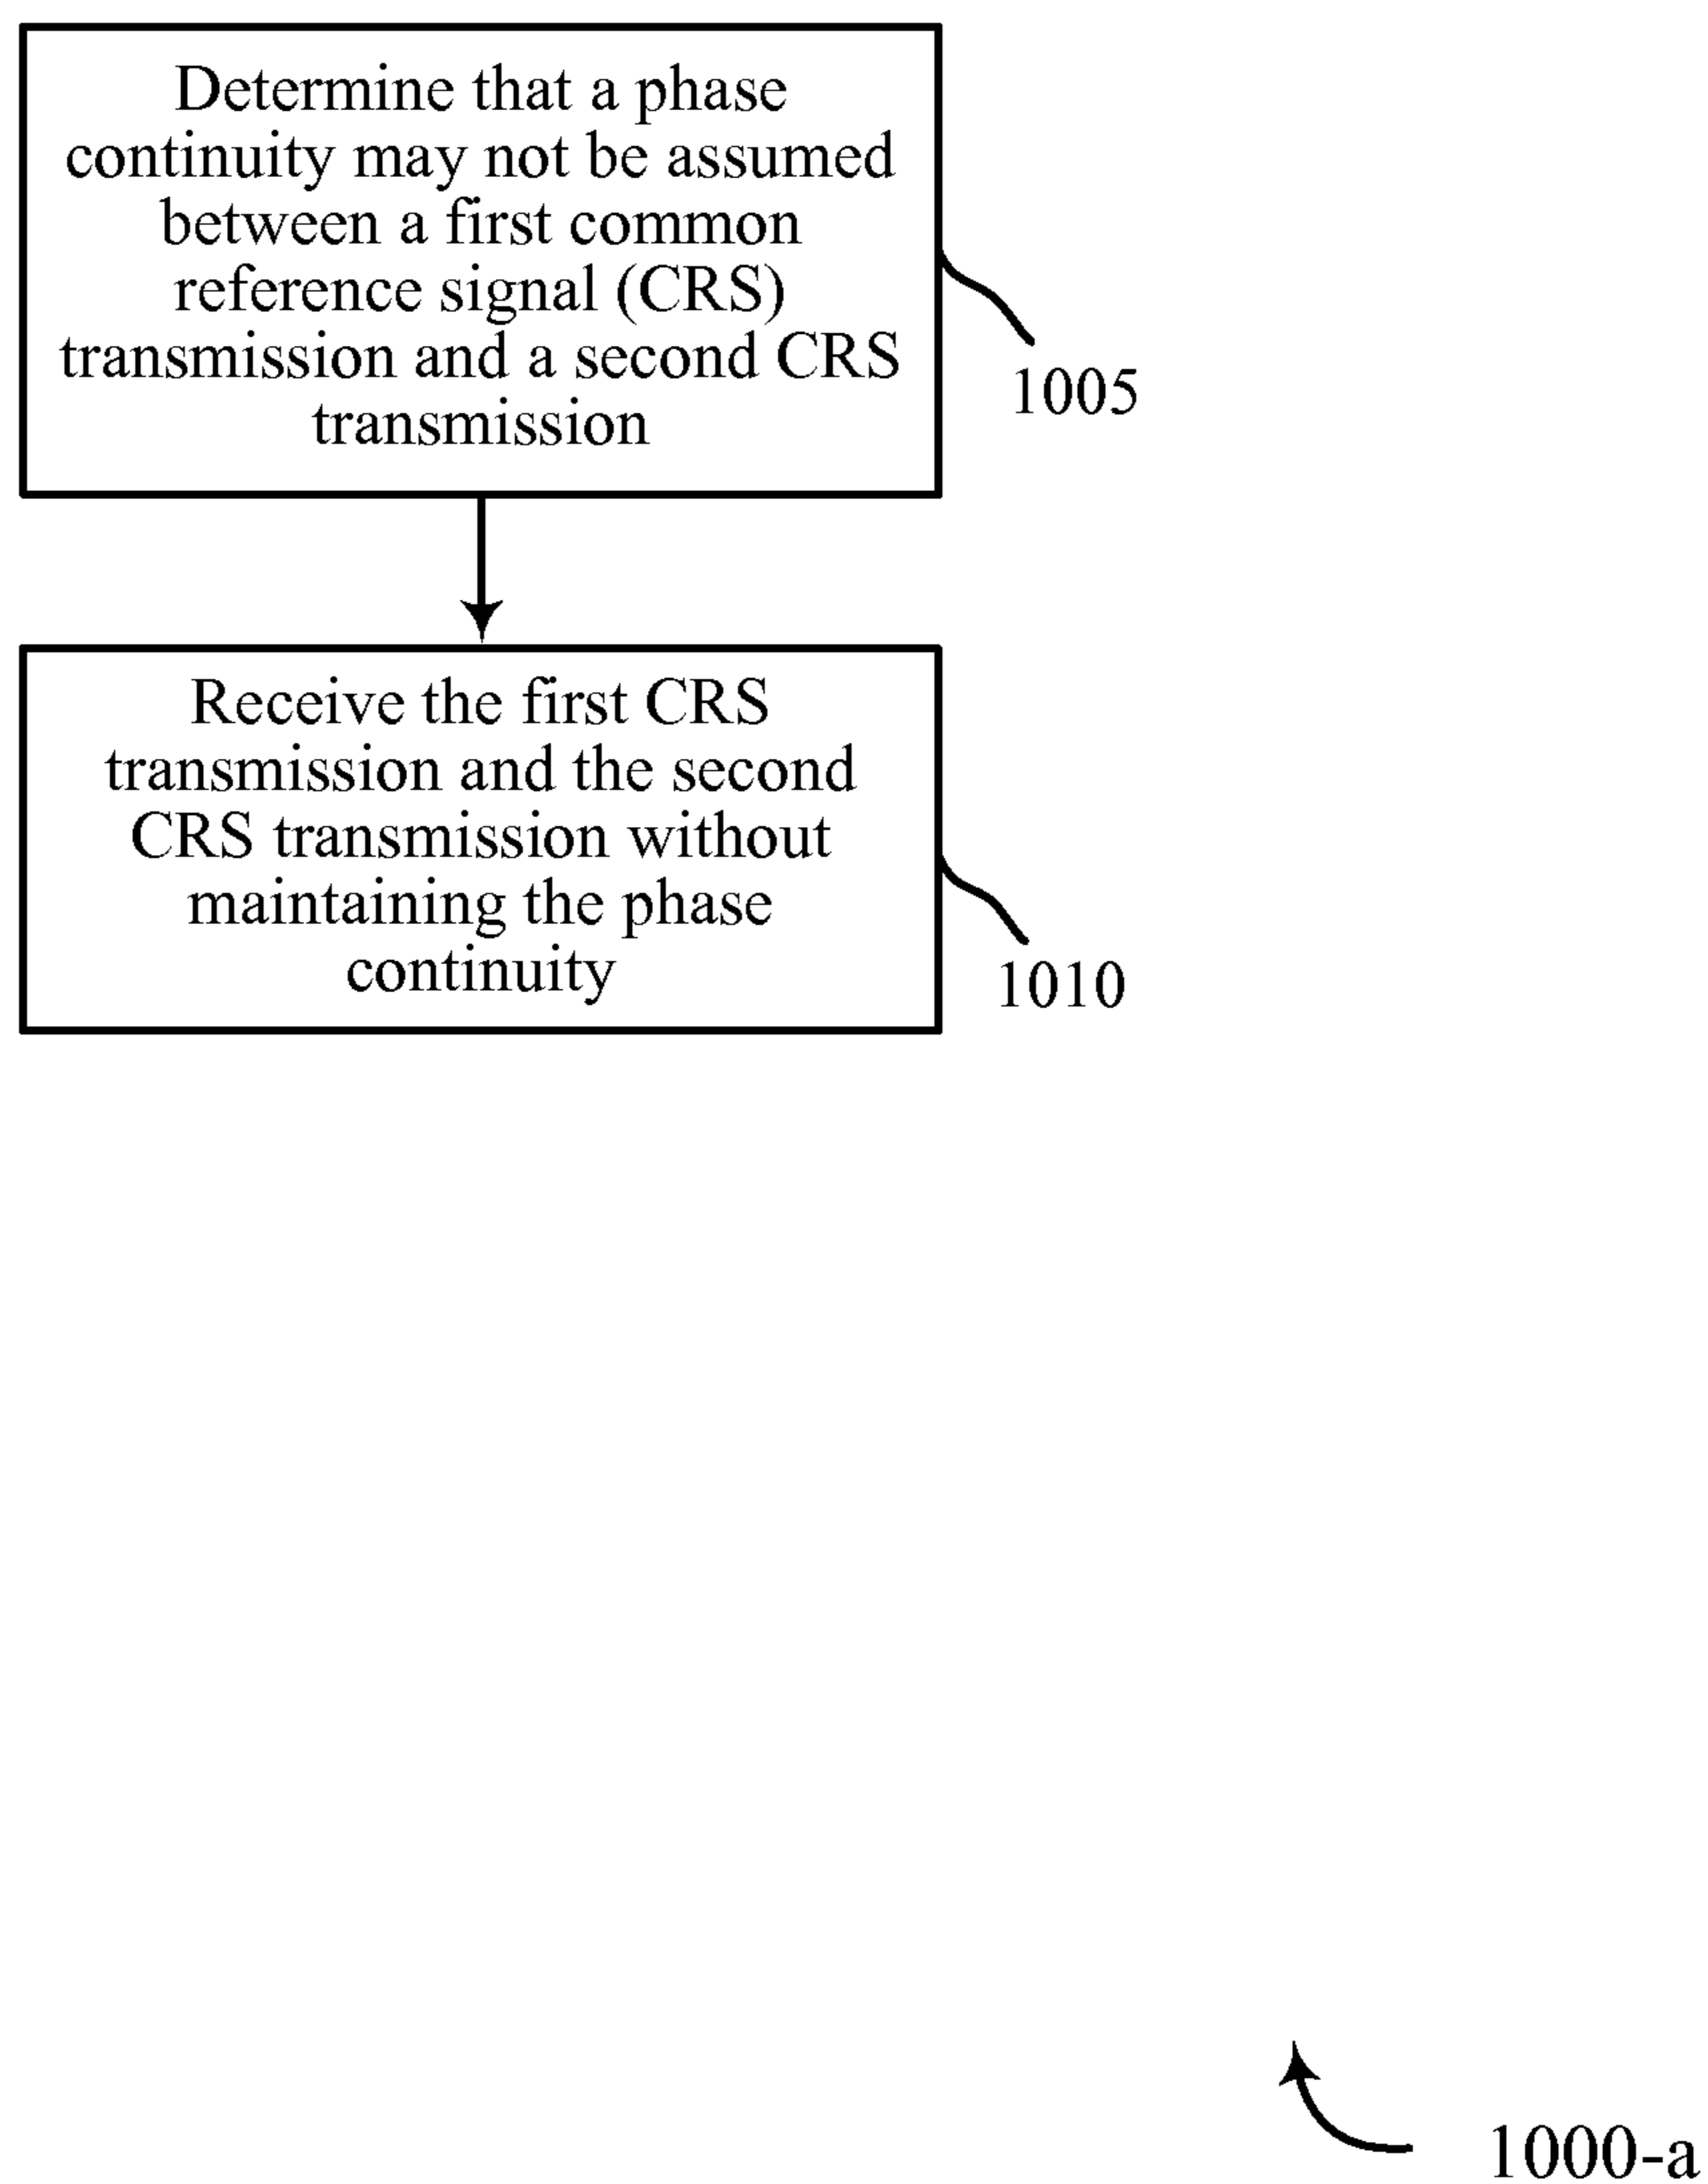 Determine that a phase
continuity may not be assumed
between a first common
reference signal (CRS)
transmission and a second CRS
transmission
1005
Receive the first CRS
transmission and the second
CRS transmission without
maintaining the phase
continuity
1010
1000-a